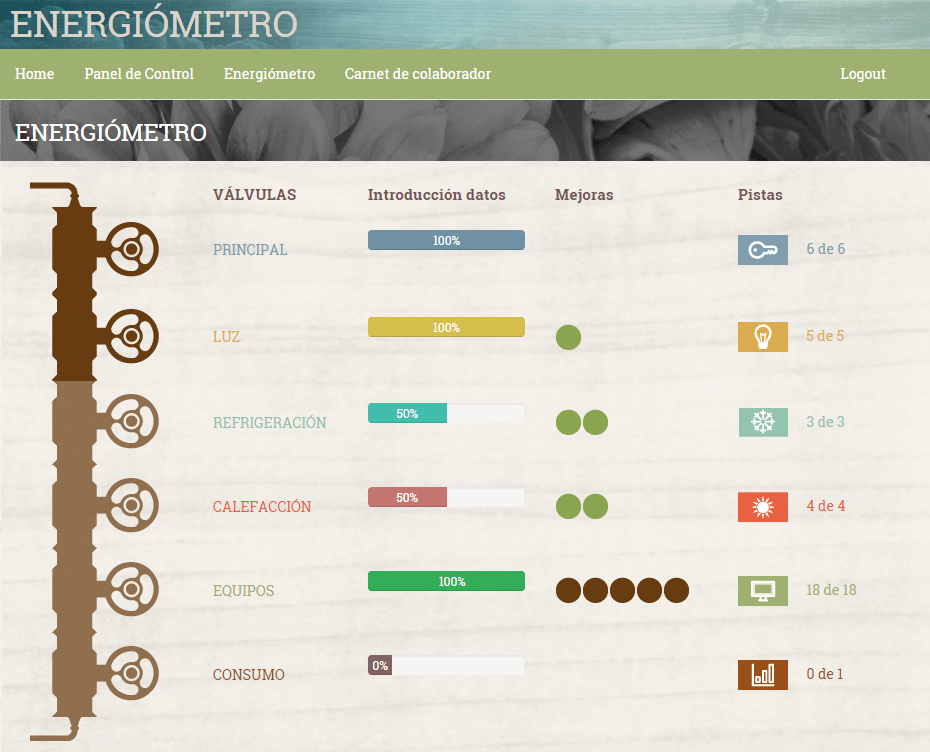 ENERGIÓMETRO
Home Panel de Control Energiómetro Carnet de colaborador Logout
ENERGIÓMETRO
VÁLVULAS Introducción datos Mejoras Pistas
PRINCIPAL 100% 6 de 6
LUZ 100% 5 de 5
REFRIGERACIÓN 50% 3 de 3
CALEFACCIÓN 50% 4 de 4
EQUIPOS 100% 18 de 18
CONSUMO 0% 0 de 1